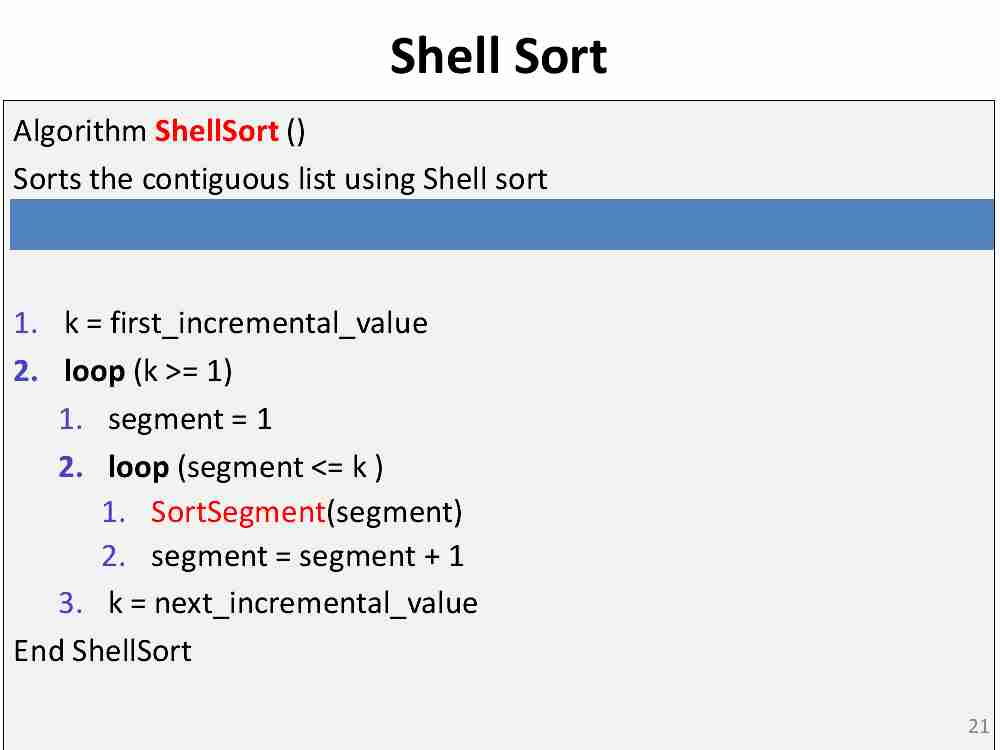 Shell Sort
Algorithm ShellSort ()
Sorts the contiguous list using Shell sort
1. k = first_incremental_value
2. loop (k >= 1)
1. segment = 1
2. loop (segment <= k )
1. SortSegment(segment)
2. segment = segment + 1
3. k = next_incremental_value
End ShellSort
21